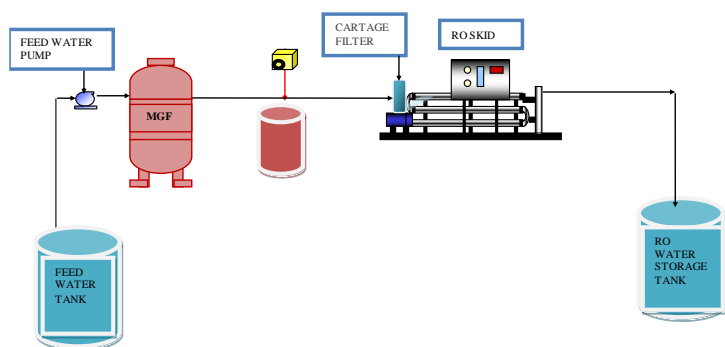 FEED WATER
PUMP
CARTAGE
FILTER
RO SKID
MGF
FEED
WATER
TANK
RO
WATER
STORAGE
TANK